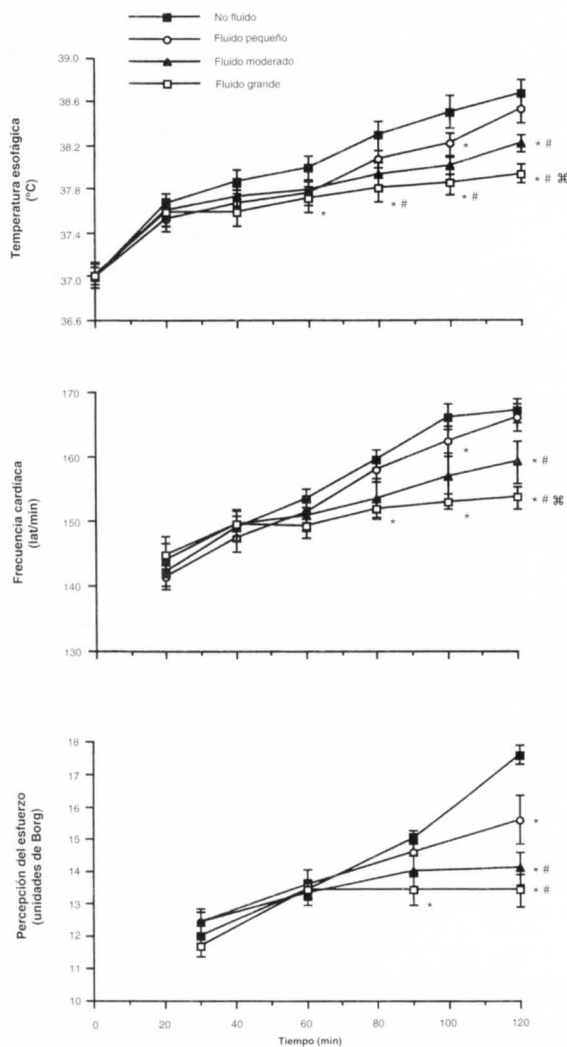 No fluido
Fluido pequeño
Fluido moderado
Fluido grande
Temperatura esofágica
(°C)
39.0
38.6
38.2
37.8
37.4
37.0
36.6
*
* #
*
* #
* #
* # ⌘
Frecuencia cardíaca
(lat/min)
170
160
150
140
130
*
* #
*
*
* # ⌘
Percepción del esfuerzo
(unidades de Borg)
18
17
16
15
14
13
12
11
10
*
* #
*
* #
0 20 40 60 80 100 120
Tiempo (min)